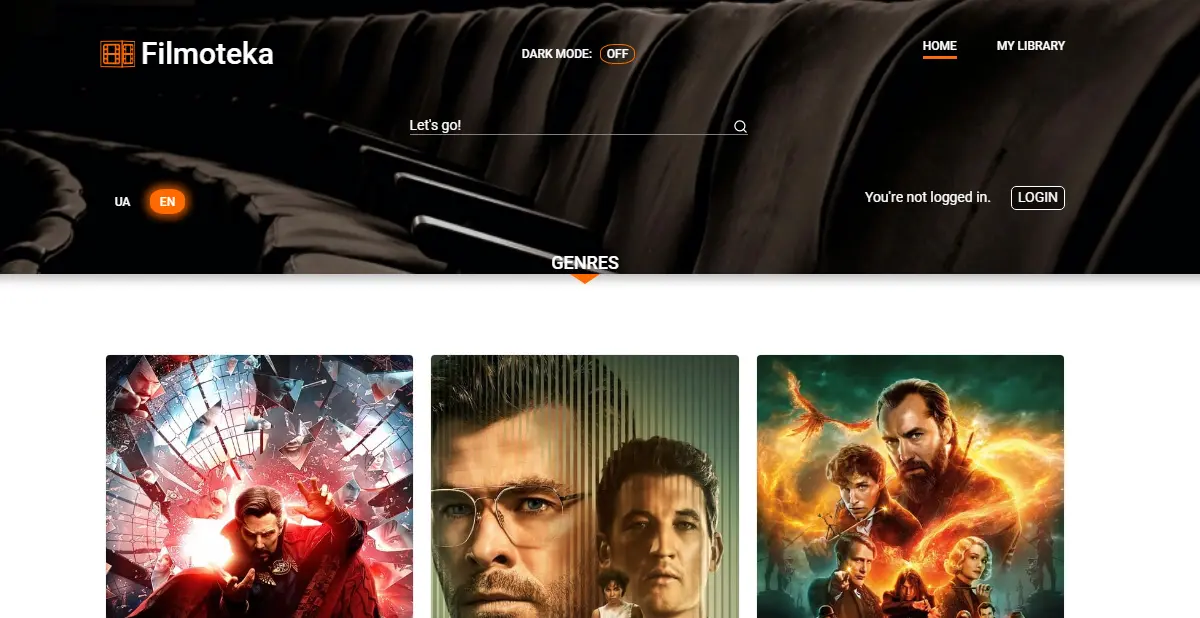 Filmoteka
DARK MODE: OFF
HOME
MY LIBRARY
Let's go!
UA
EN
You're not logged in.
LOGIN
GENRES